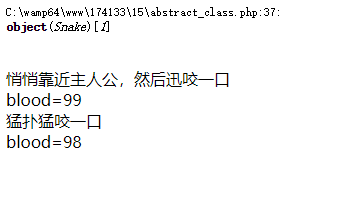 C:\wamp64\www\174133\15\abstract_class.php:37:
object(Snake)[1]
悄悄靠近主人公，然后迅咬一口
blood=99
猛扑猛咬一口
blood=98